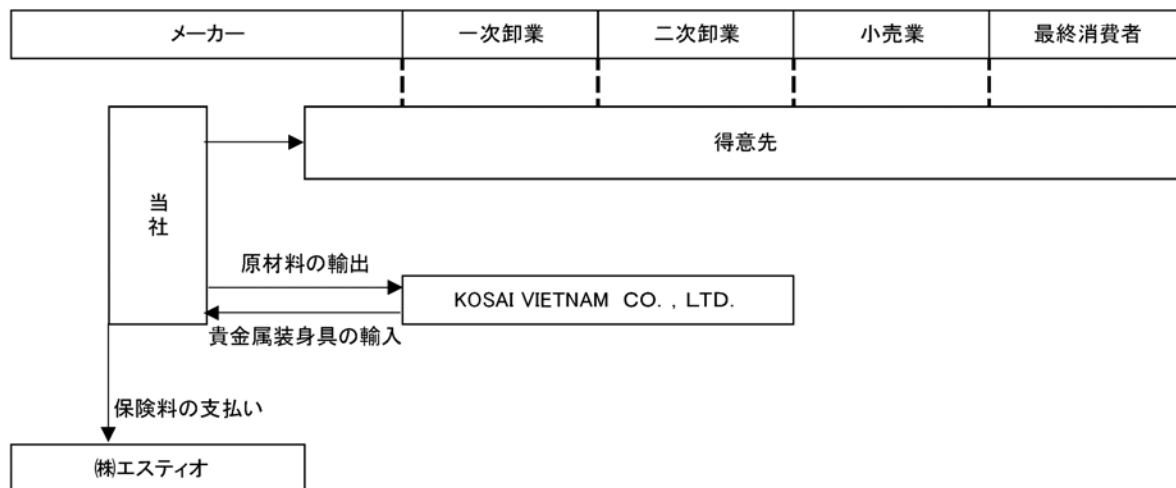 メーカー 一次卸業 二次卸業 小売業 最終消費者
得意先
当社
原材料の輸出
KOSAI VIETNAM CO. , LTD.
貴金属装身具の輸入
保険料の支払い
㈱エスティオ